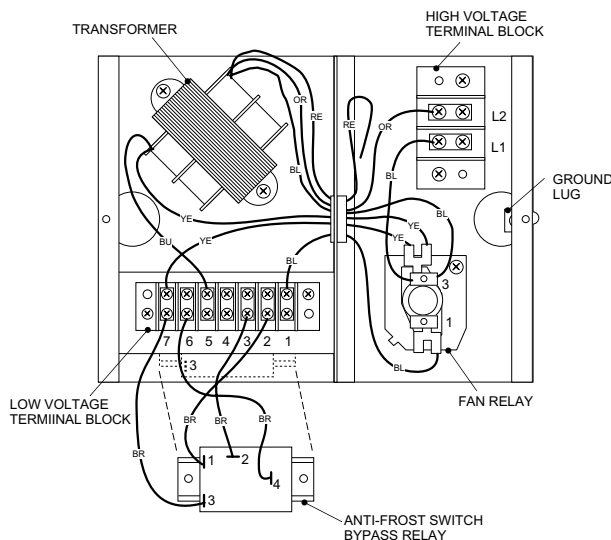 TRANSFORMER
HIGH VOLTAGE
TERMINAL BLOCK
OR
RE
RE
OR
L2
L1
BL
BL
BL
GROUND
LUG
YE
YE
YE
BU
YE
BL
3
1
7
6
5
4
3
2
1
3
BL
FAN RELAY
LOW VOLTAGE
TERMIINAL BLOCK
BR
BR
BR
BR
1
2
4
3
ANTI-FROST SWITCH
BYPASS RELAY